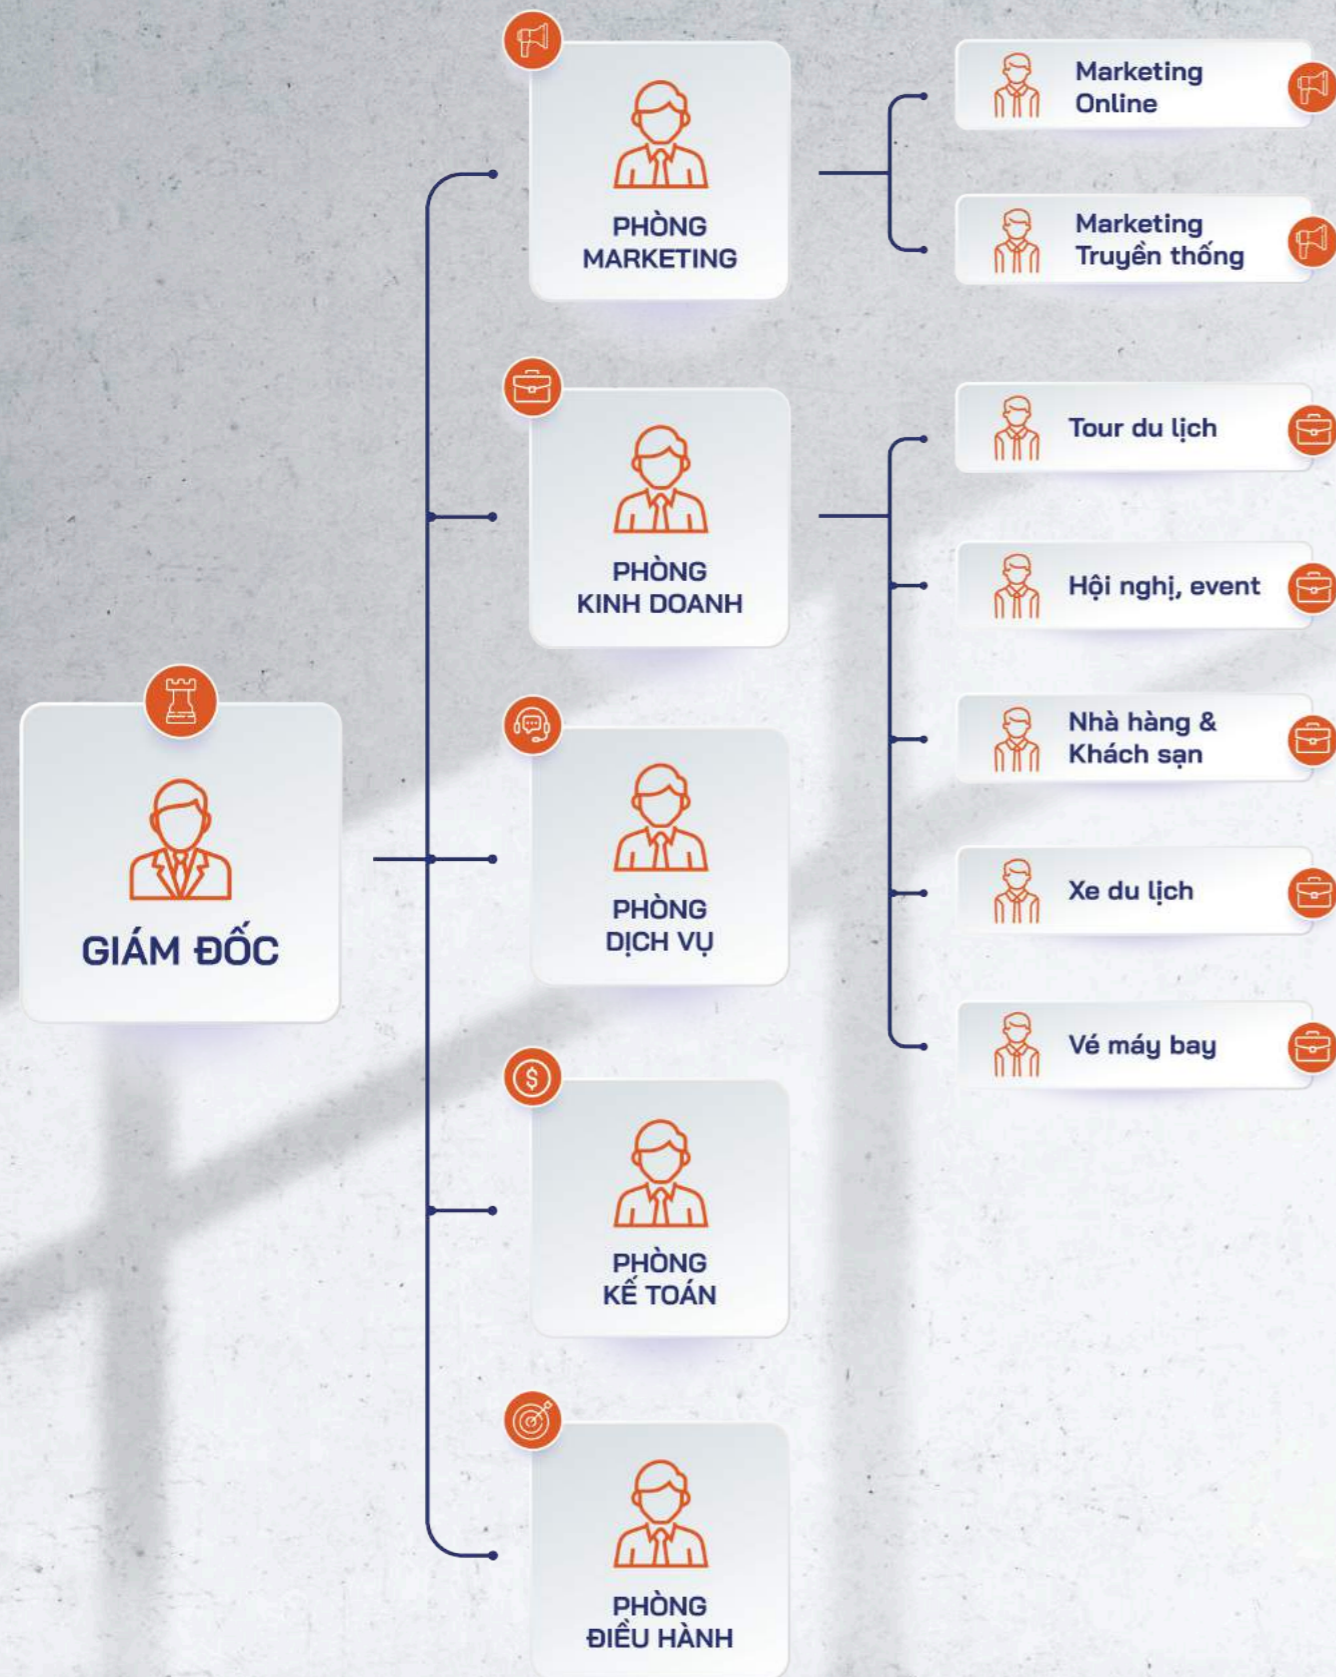 PHÒNG
MARKETING
Marketing
Online
Marketing
Truyền thống
PHÒNG
KINH DOANH
Tour du lịch
Hội nghị, event
Nhà hàng &
Khách sạn
Xe du lịch
Vé máy bay
GIÁM ĐỐC
PHÒNG
DỊCH VỤ
$
PHÒNG
KẾ TOÁN
PHÒNG
ĐIỀU HÀNH